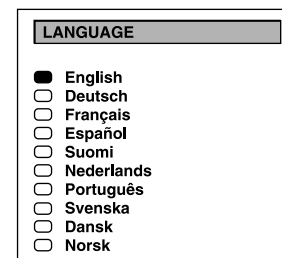 LANGUAGE
English
Deutsch
Français
Español
Suomi
Nederlands
Português
Svenska
Dansk
Norsk